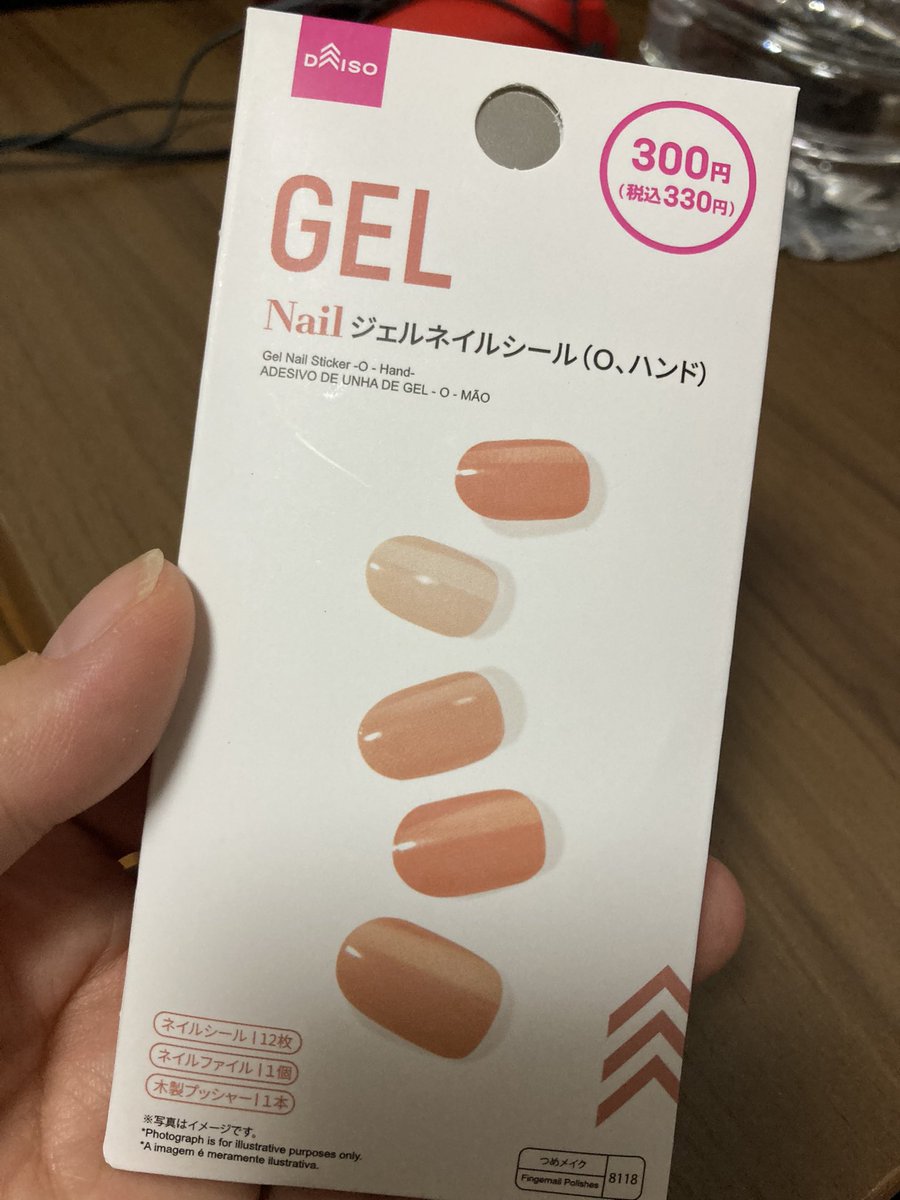 DAISO
300円
(税込330円)
GEL
Nail ジェルネイルシール(O、ハンド)
Gel Nail Sticker -O - Hand-
ADESIVO DE UNHA DE GEL - O - MÃO
ネイルシール | 12枚
ネイルファイル | 1個
木製プッシャー | 1本
※写真はイメージです。
*Photograph is for illustrative purposes only.
*A imagem é meramente ilustrativa.
つめメイク
Fingernail Polishes
8118